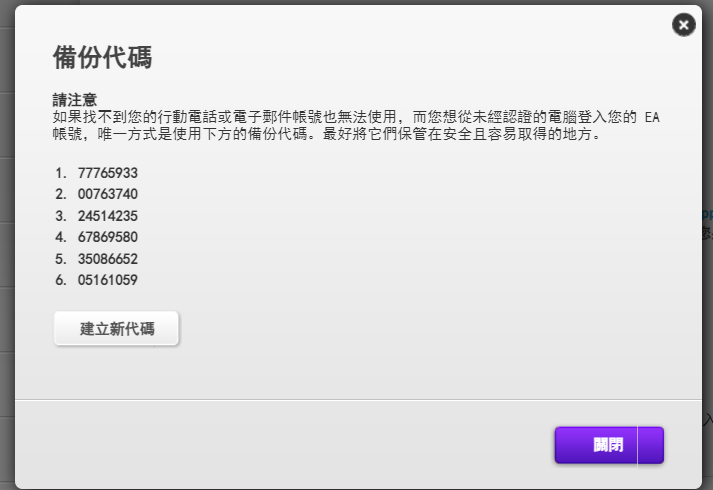 備份代碼
請注意
如果找不到您的行動電話或電子郵件帳號也無法使用，而您想從未經認證的電腦登入您的 EA
帳號，唯一方式是使用下方的備份代碼。最好將它們保管在安全且容易取得的地方。
1. 77765933
2. 00763740
3. 24514235
4. 67869580
5. 35086652
6. 05161059
建立新代碼
關閉